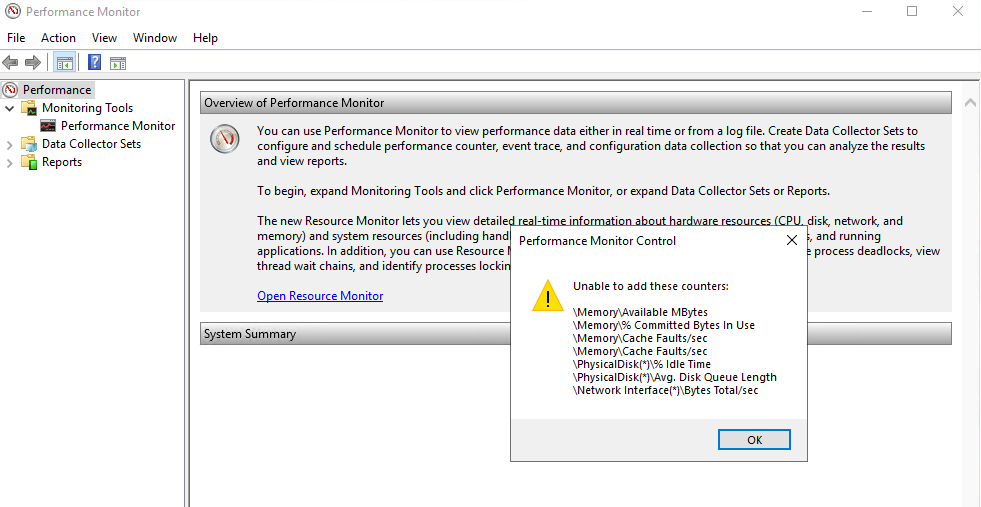 Performance Monitor
File Action View Window Help
Performance
Monitoring Tools
Performance Monitor
Data Collector Sets
Reports
Overview of Performance Monitor
You can use Performance Monitor to view performance data either in real time or from a log file. Create Data Collector Sets to
configure and schedule performance counter, event trace, and configuration data collection so that you can analyze the results
and view reports.
To begin, expand Monitoring Tools and click Performance Monitor, or expand Data Collector Sets or Reports.
The new Resource Monitor lets you view detailed real-time information about hardware resources (CPU, disk, network, and
memory) and system resources (including hand s, and running
applications. In addition, you can use Resource M e process deadlocks, view
thread wait chains, and identify processes lockin
Open Resource Monitor
System Summary
Performance Monitor Control
Unable to add these counters:
\Memory\Available MBytes
\Memory\% Committed Bytes In Use
\Memory\Cache Faults/sec
\Memory\Cache Faults/sec
\PhysicalDisk(*)\% Idle Time
\PhysicalDisk(*)\Avg. Disk Queue Length
\Network Interface(*)\Bytes Total/sec
OK